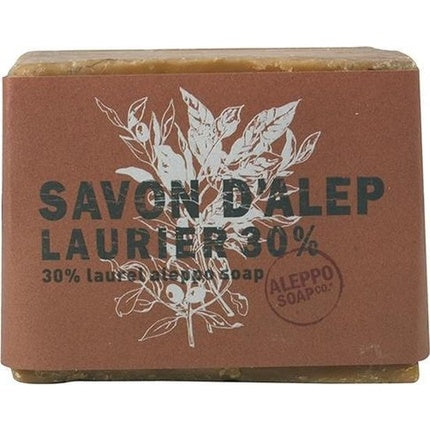 SAVON D'ALEP
LAURIER 30%
30% laurel aleppo soap
ALEPPO
SOAP CO.